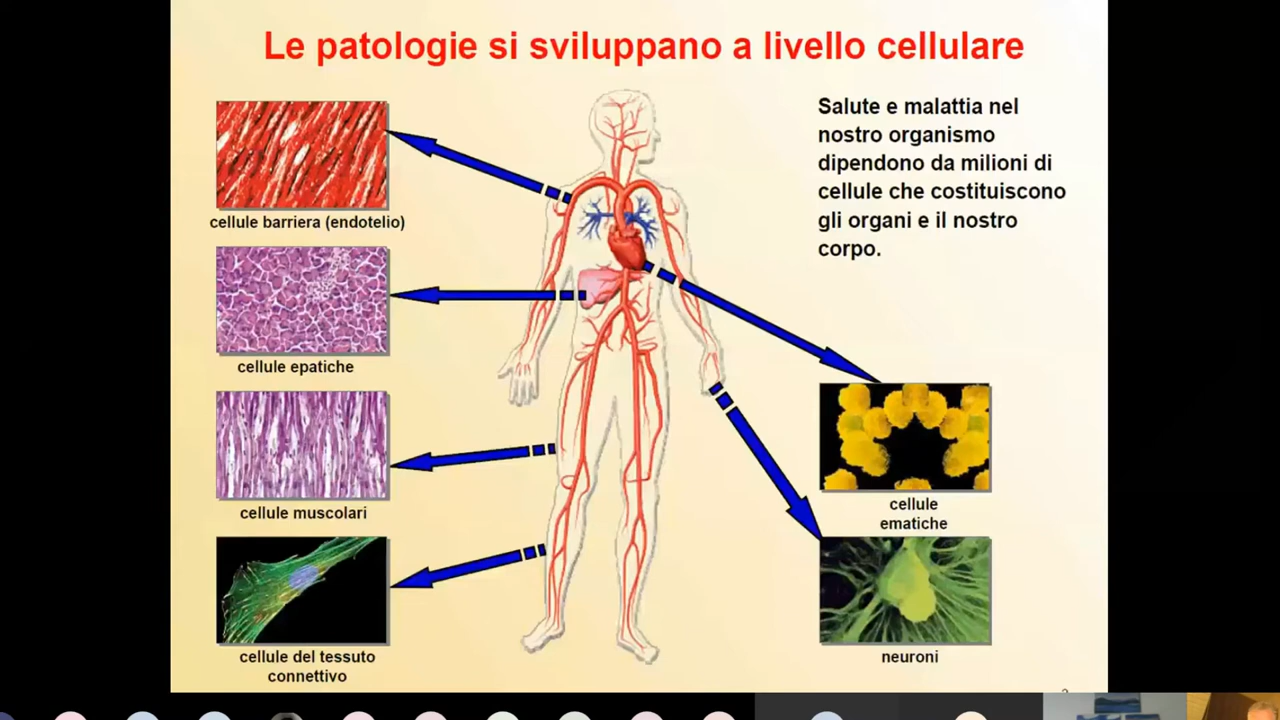 Le patologie si sviluppano a livello cellulare
Salute e malattia nel
nostro organismo
dipendono da milioni di
cellule che costituiscono
gli organi e il nostro
corpo.
cellule barriera (endotelio)
cellule epatiche
cellule muscolari
cellule del tessuto
connettivo
cellule
ematiche
neuroni